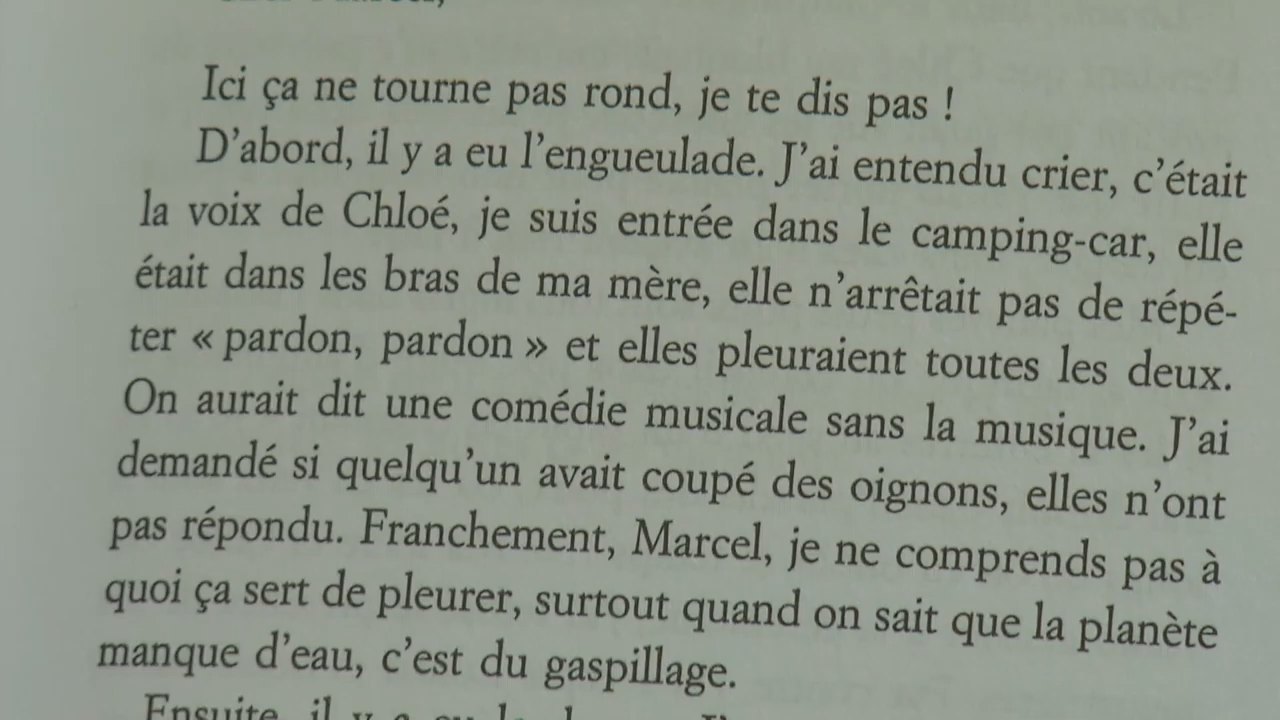 Ici ça ne tourne pas rond, je te dis pas !
D’abord, il y a eu l’engueulade. J’ai entendu crier, c’était
la voix de Chloé, je suis entrée dans le camping-car, elle
était dans les bras de ma mère, elle n’arrêtait pas de répé-
ter « pardon, pardon » et elles pleuraient toutes les deux.
On aurait dit une comédie musicale sans la musique. J’ai
demandé si quelqu’un avait coupé des oignons, elles n’ont
pas répondu. Franchement, Marcel, je ne comprends pas à
quoi ça sert de pleurer, surtout quand on sait que la planète
manque d’eau, c’est du gaspillage.
Ensuite, il y a eu